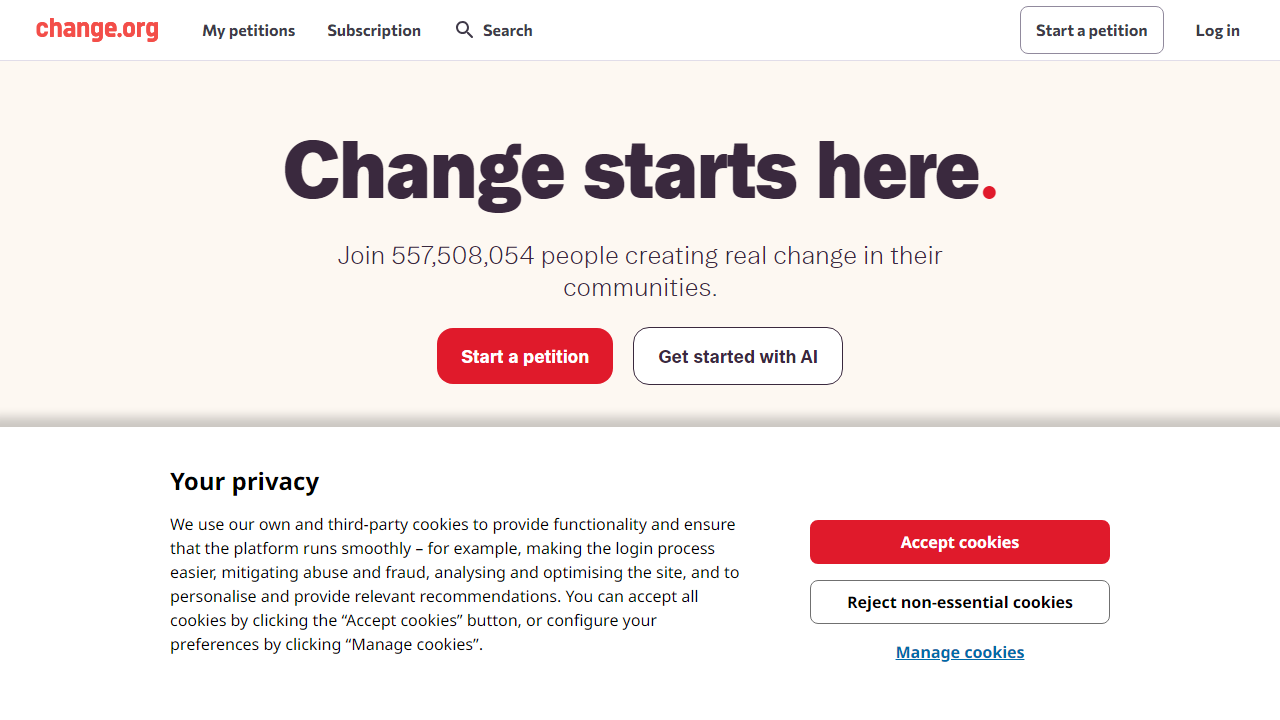 change.org
My petitions
Subscription
Search
Start a petition
Log in
Change starts here.
Join 557,508,054 people creating real change in their
communities.
Start a petition
Get started with AI
Your privacy
We use our own and third-party cookies to provide functionality and ensure
that the platform runs smoothly – for example, making the login process
easier, mitigating abuse and fraud, analysing and optimising the site, and to
personalise and provide relevant recommendations. You can accept all
cookies by clicking the “Accept cookies” button, or configure your
preferences by clicking “Manage cookies”.
Accept cookies
Reject non-essential cookies
Manage cookies